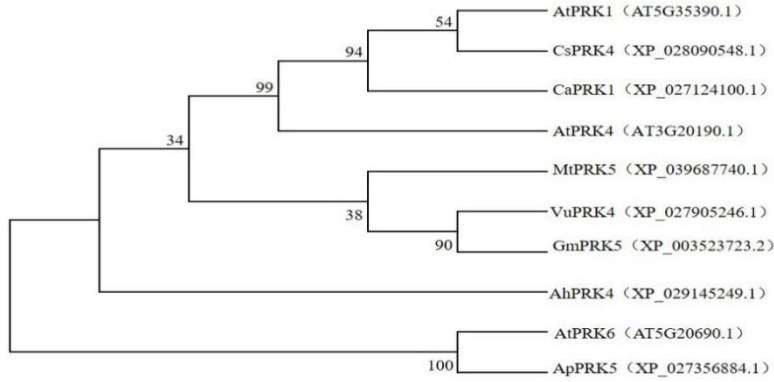 54
AtPRK1（AT5G35390.1）
94
CsPRK4（XP_028090548.1）
99
CaPRK1（XP_027124100.1）
34
AtPRK4（AT3G20190.1）
MtPRK5（XP_039687740.1）
38
VuPRK4（XP_027905246.1）
90
GmPRK5（XP_003523723.2）
AhPRK4（XP_029145249.1）
AtPRK6（AT5G20690.1）
100
ApPRK5（XP_027356884.1）